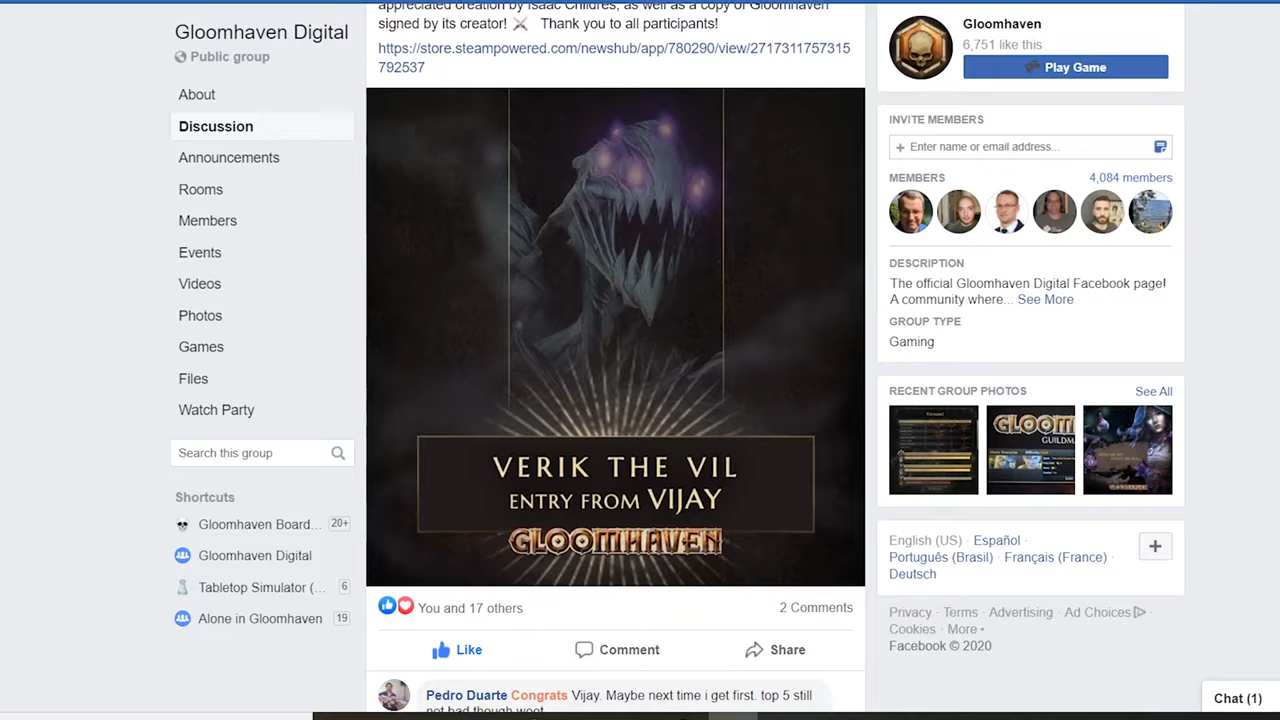 Gloomhaven Digital
Public group
About
Discussion
Announcements
Rooms
Members
Events
Videos
Photos
Games
Files
Watch Party
Search this group
Shortcuts
Gloomhaven Board... 20+
Gloomhaven Digital
Tabletop Simulator (... 6
Alone in Gloomhaven 19
appreciated creation by Isaac Childres, as well as a copy of Gloomhaven
signed by its creator! ⚔ Thank you to all participants!
https://store.steampowered.com/newshub/app/780290/view/2717311757315
792537
VERIK THE VIL
ENTRY FROM VIJAY
GLOOMHAVEN
You and 17 others 2 Comments
Like Comment Share
Pedro Duarte Congrats Vijay. Maybe next time i get first. top 5 still
not bad though woot
Gloomhaven
6,751 like this
Play Game
INVITE MEMBERS
+ Enter name or email address...
MEMBERS 4,084 members
DESCRIPTION
The official Gloomhaven Digital Facebook page!
A community where... See More
GROUP TYPE
Gaming
RECENT GROUP PHOTOS See All
GLOOM
GUILDM
English (US) · Español ·
Português (Brasil) · Français (France) ·
Deutsch
+
Privacy · Terms · Advertising · Ad Choices ·
Cookies · More
Facebook © 2020
Chat (1)